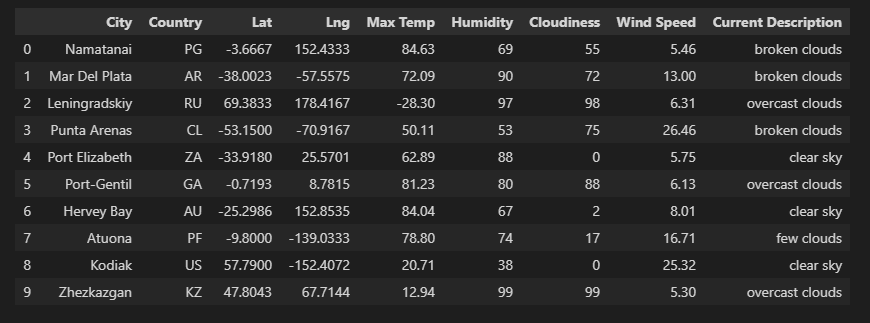 City Country Lat Lng Max Temp Humidity Cloudiness Wind Speed Current Description
0 Namatanai PG -3.6667 152.4333 84.63 69 55 5.46 broken clouds
1 Mar Del Plata AR -38.0023 -57.5575 72.09 90 72 13.00 broken clouds
2 Leningradskiy RU 69.3833 178.4167 -28.30 97 98 6.31 overcast clouds
3 Punta Arenas CL -53.1500 -70.9167 50.11 53 75 26.46 broken clouds
4 Port Elizabeth ZA -33.9180 25.5701 62.89 88 0 5.75 clear sky
5 Port-Gentil GA -0.7193 8.7815 81.23 80 88 6.13 overcast clouds
6 Hervey Bay AU -25.2986 152.8535 84.04 67 2 8.01 clear sky
7 Atuona PF -9.8000 -139.0333 78.80 74 17 16.71 few clouds
8 Kodiak US 57.7900 -152.4072 20.71 38 0 25.32 clear sky
9 Zhezkazgan KZ 47.8043 67.7144 12.94 99 99 5.30 overcast clouds